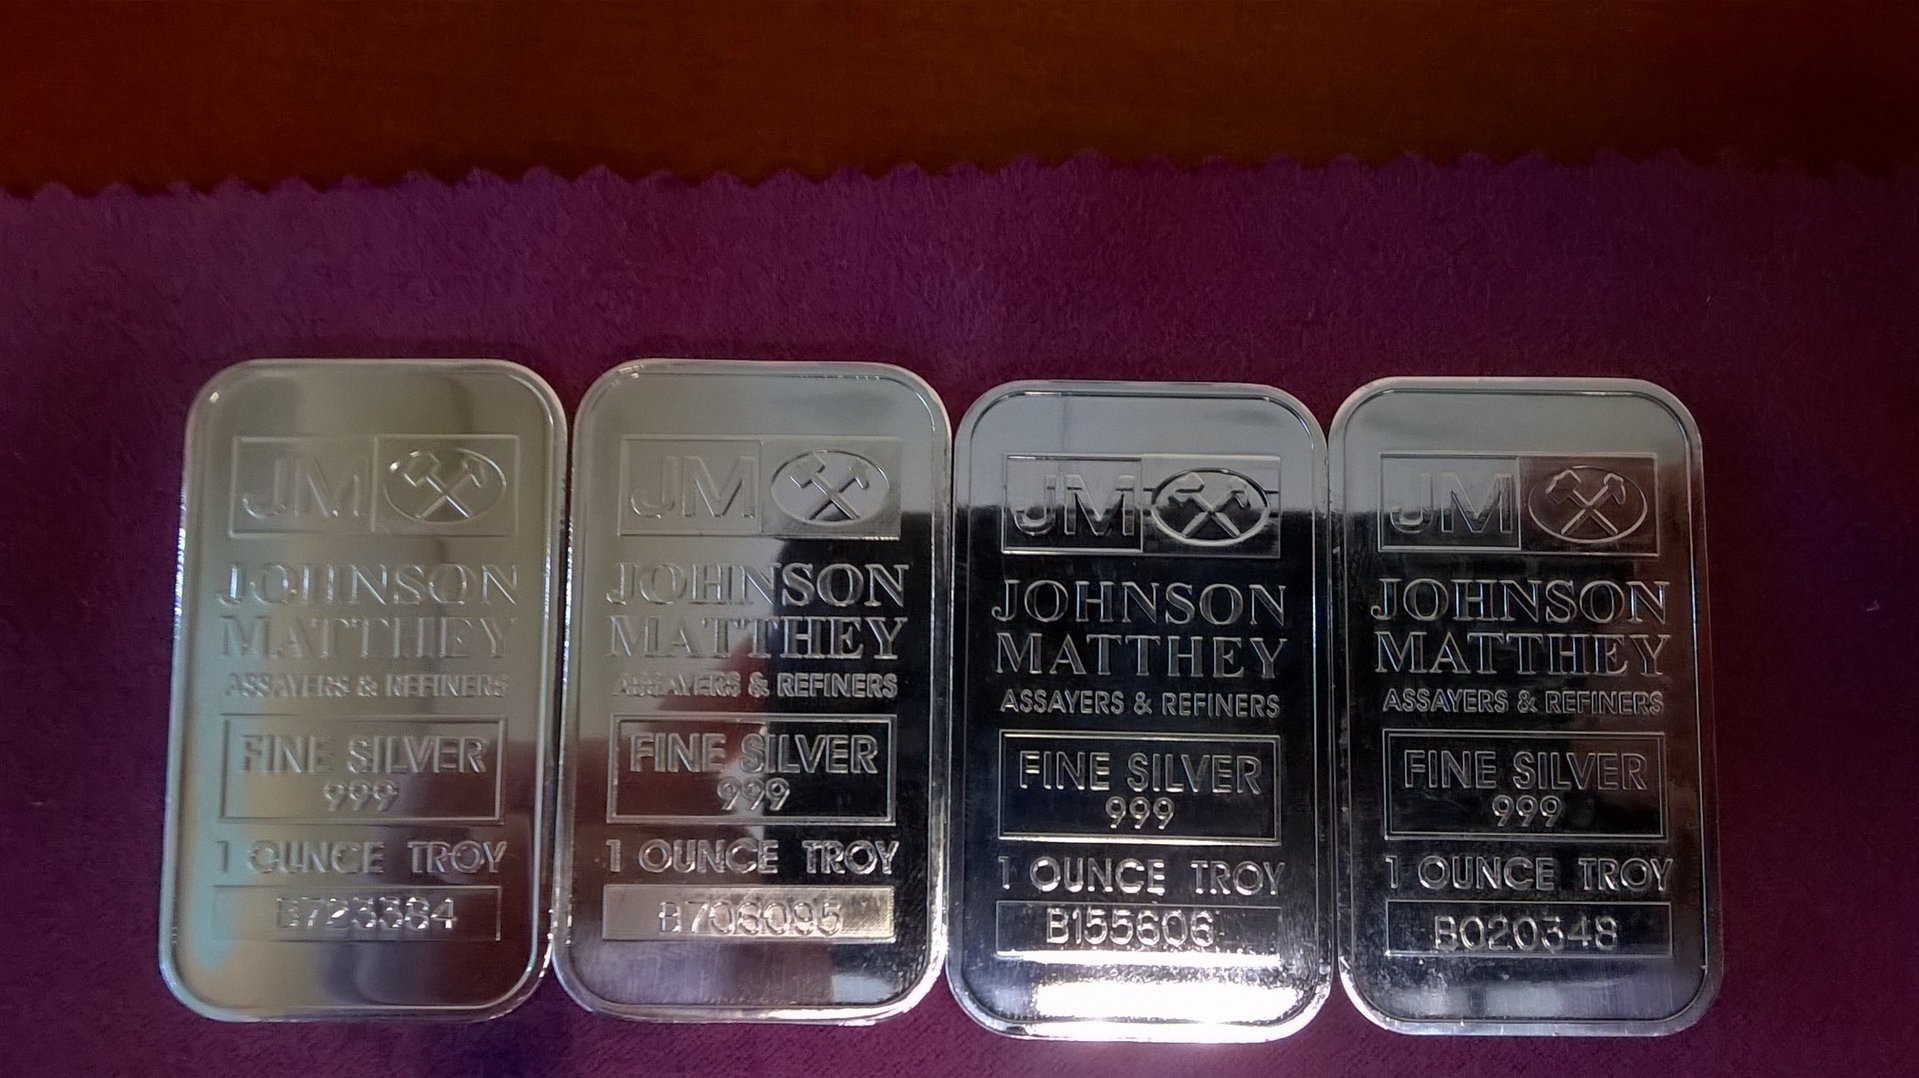 JM
JOHNSON
MATTHEY
ASSAYERS & REFINERS
FINE SILVER
999
1 OUNCE TROY
JM
JOHNSON
MATTHEY
ASSAYERS & REFINERS
FINE SILVER
999
1 OUNCE TROY
JM
JOHNSON
MATTHEY
ASSAYERS & REFINERS
FINE SILVER
999
1 OUNCE TROY
B155606
JM
JOHNSON
MATTHEY
ASSAYERS & REFINERS
FINE SILVER
999
1 OUNCE TROY
B020348